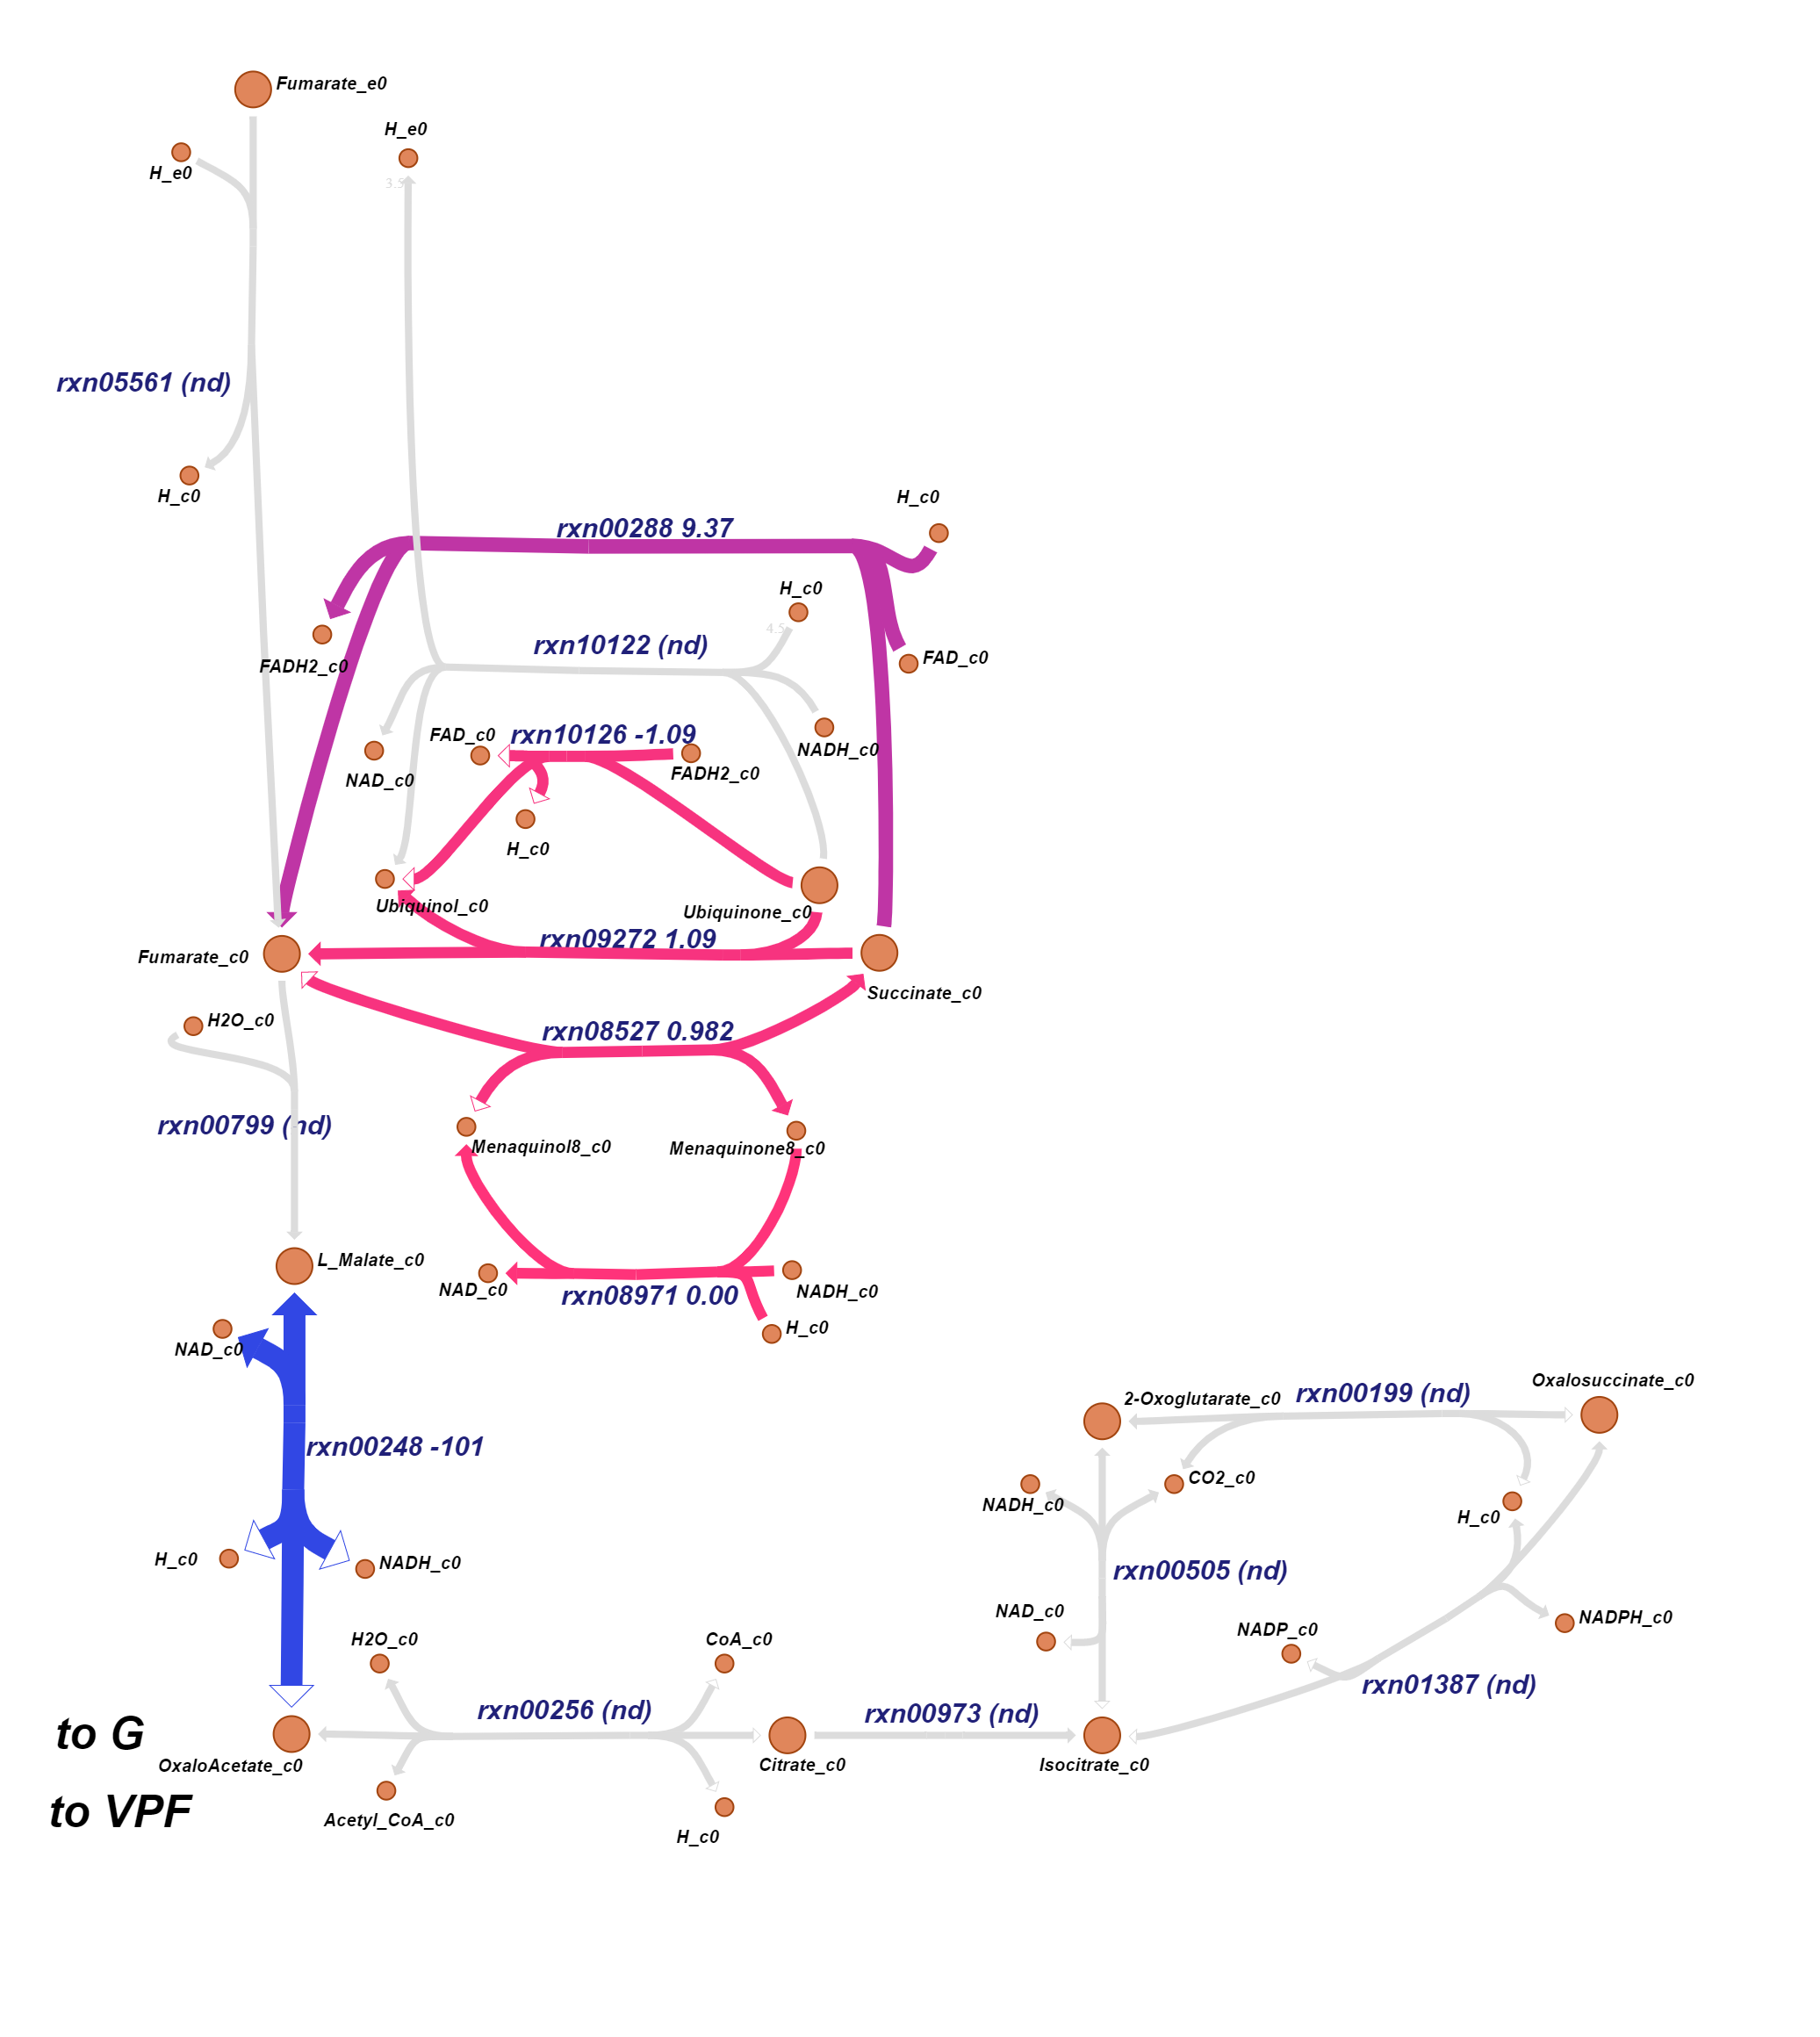 Fumarate_e0
H_e0
H_e0
3.5
rxn05561 (nd)
H_c0
H_c0
rxn00288 9.37
H_c0
4.5
rxn10122 (nd)
FADH2_c0
FAD_c0
FAD_c0
rxn10126 -1.09
NADH_c0
NAD_c0
FADH2_c0
H_c0
Ubiquinol_c0
Ubiquinone_c0
rxn09272 1.09
Fumarate_c0
Succinate_c0
H2O_c0
rxn08527 0.982
rxn00799 (nd)
Menaquinol8_c0
Menaquinone8_c0
L_Malate_c0
NAD_c0
NADH_c0
rxn08971 0.00
H_c0
NAD_c0
Oxalosuccinate_c0
2-Oxoglutarate_c0
rxn00199 (nd)
rxn00248 -101
CO2_c0
NADH_c0
H_c0
H_c0
NADH_c0
rxn00505 (nd)
NAD_c0
NADPH_c0
NADP_c0
H2O_c0
CoA_c0
rxn01387 (nd)
rxn00256 (nd)
rxn00973 (nd)
to G
OxaloAcetate_c0
Citrate_c0
Isocitrate_c0
to VPF
Acetyl_CoA_c0
H_c0